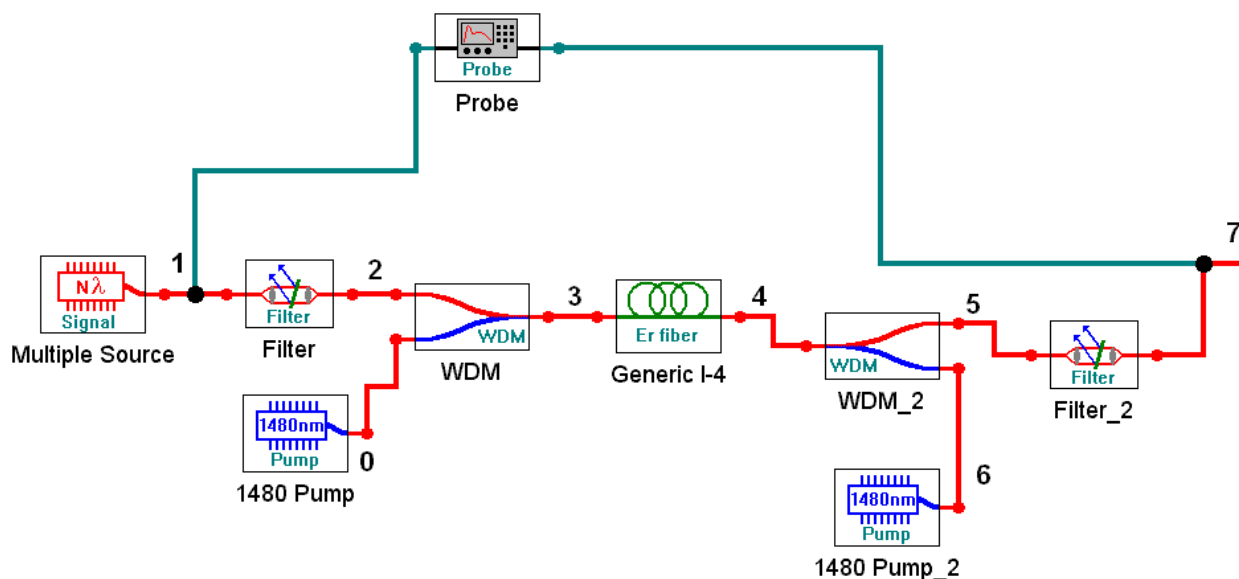 Probe
Probe
1
2
Nλ
Signal
Multiple Source
Filter
Filter
WDM
WDM
3
Er fiber
Generic I-4
4
WDM
WDM_2
5
Filter
Filter_2
7
1480nm
Pump
0
1480 Pump
6
1480nm
Pump
1480 Pump_2